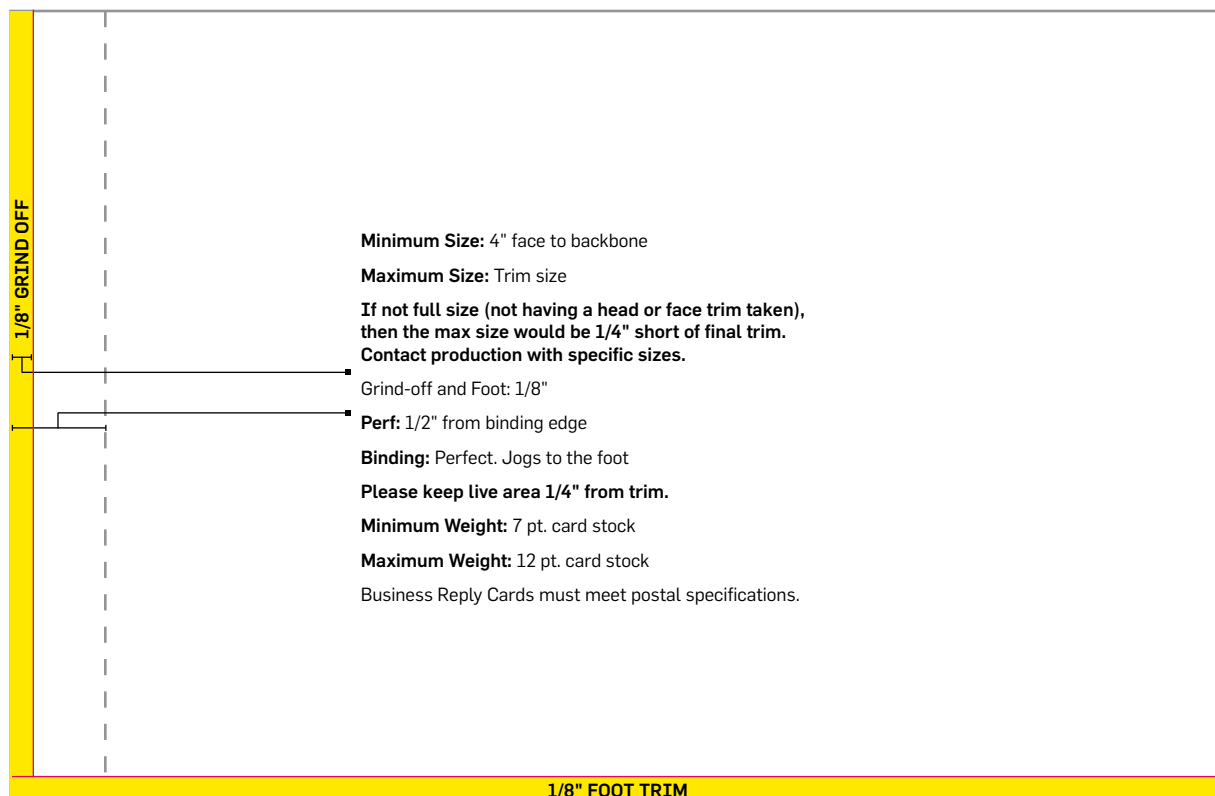 1/8" GRIND OFF
Minimum Size: 4" face to backbone
Maximum Size: Trim size
If not full size (not having a head or face trim taken),
then the max size would be 1/4" short of final trim.
Contact production with specific sizes.
Grind-off and Foot: 1/8"
Perf: 1/2" from binding edge
Binding: Perfect. Jogs to the foot
Please keep live area 1/4" from trim.
Minimum Weight: 7 pt. card stock
Maximum Weight: 12 pt. card stock
Business Reply Cards must meet postal specifications.
1/8" FOOT TRIM